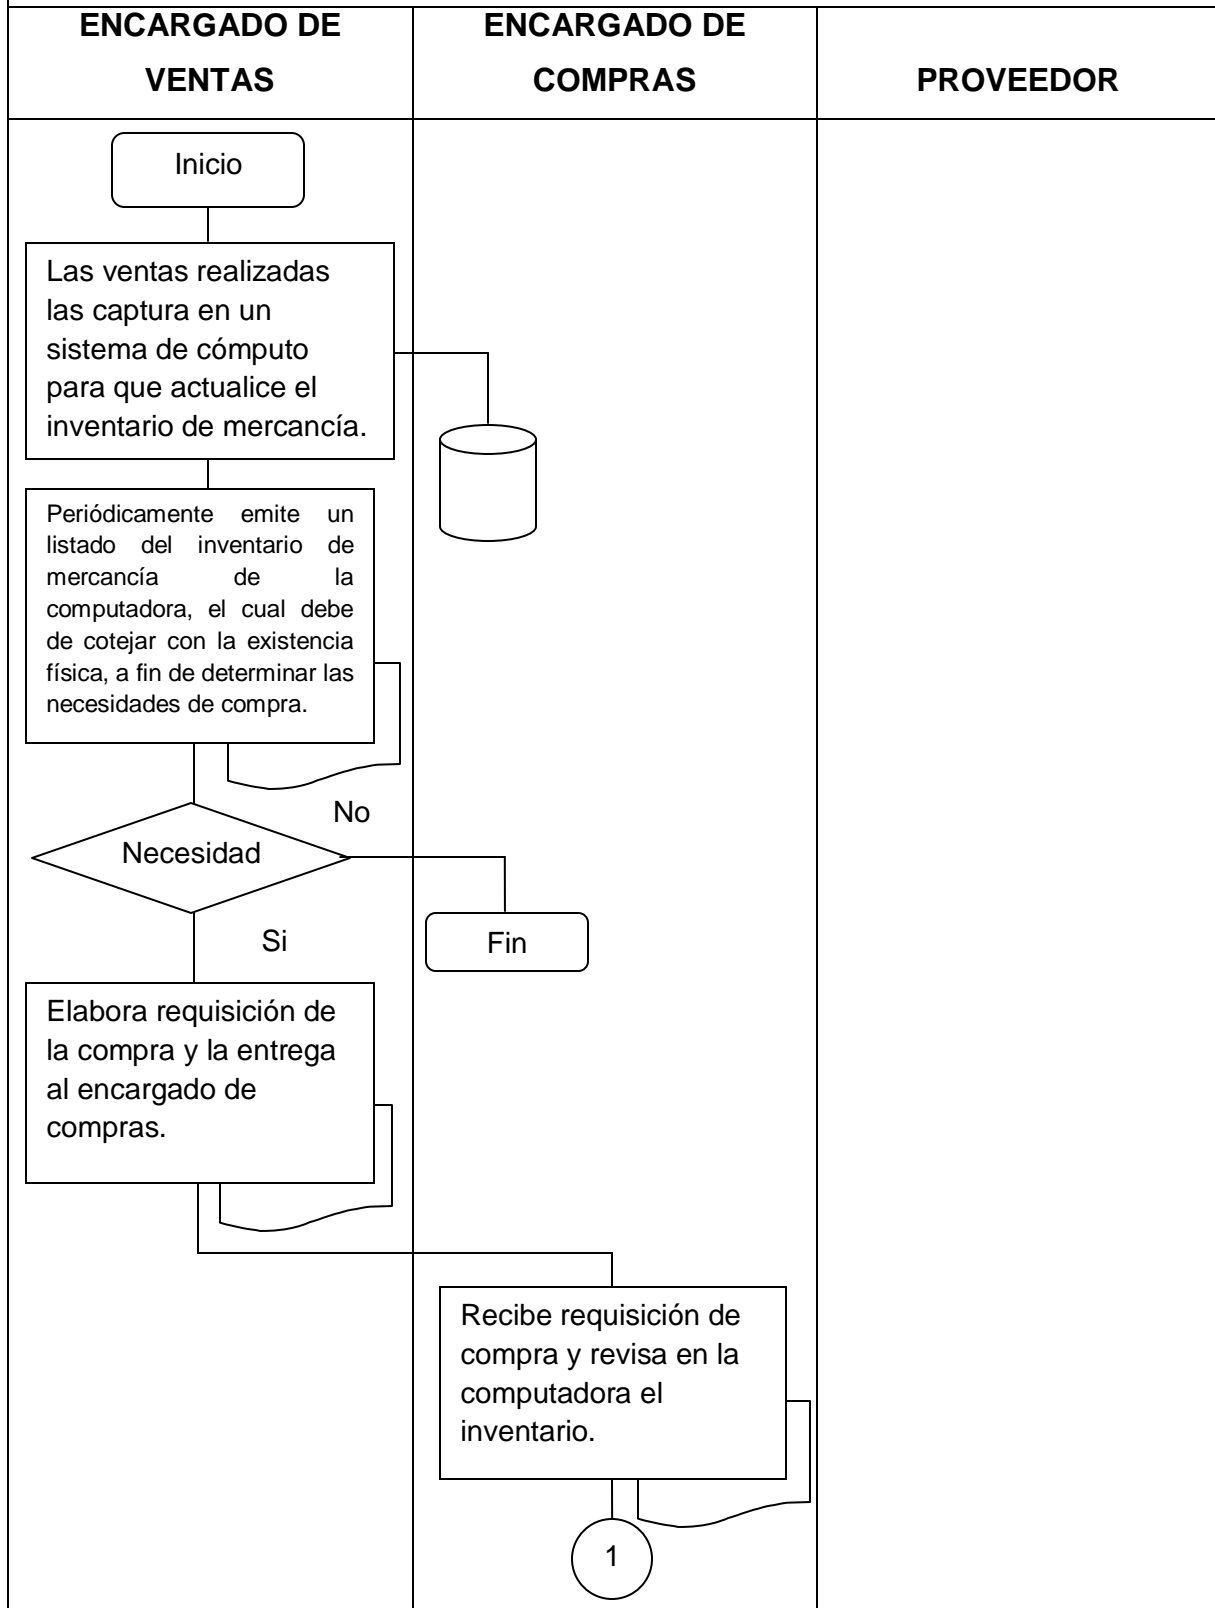 ENCARGADO DE
VENTAS
ENCARGADO DE
COMPRAS
PROVEEDOR
Inicio
Las ventas realizadas
las captura en un
sistema de cómputo
para que actualice el
inventario de mercancía.
Periódicamente emite un
listado del inventario de
mercancía de la
computadora, el cual debe
de cotejar con la existencia
física, a fin de determinar las
necesidades de compra.
No
Necesidad
Si
Fin
Elabora requisición de
la compra y la entrega
al encargado de
compras.
Recibe requisición de
compra y revisa en la
computadora el
inventario.
1